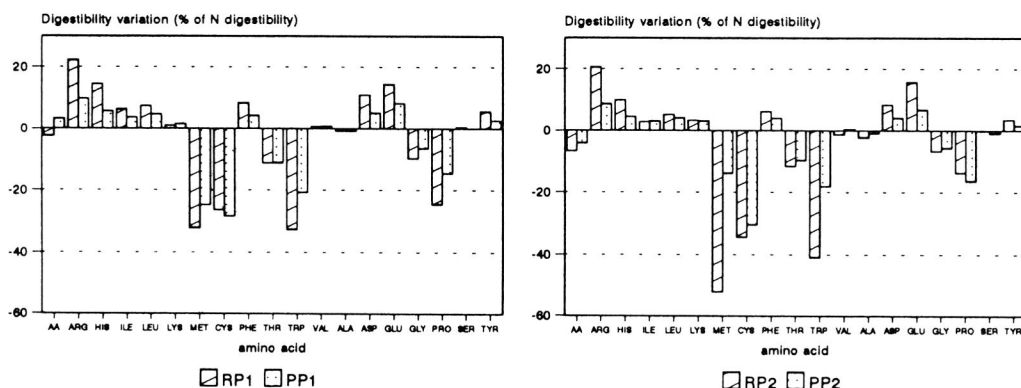 Digestibility variation (% of N digestibility)
20
0
-20
-40
-60
AA ARG HIS ILE LEU LYS MET CYS PHE THR TRP VAL ALA ASP GLU GLY PRO SER TYR
amino acid
RP1 PP1
Digestibility variation (% of N digestibility)
20
0
-20
-40
-60
AA ARG HIS ILE LEU LYS MET CYS PHE THR TRP VAL ALA ASP GLU GLY PRO SER TYR
amino acid
RP2 PP2